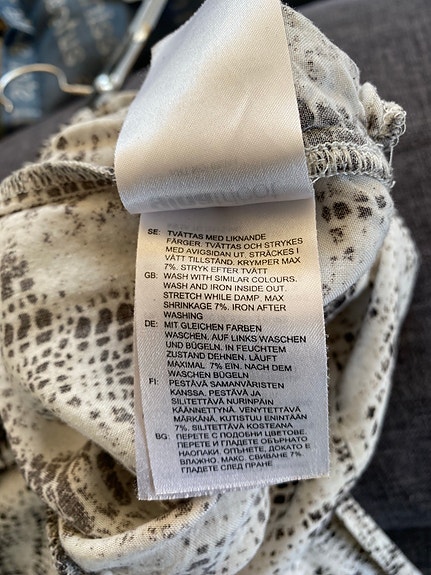 SE: TVÄTTAS MED LIKNANDE
FÄRGER. TVÄTTAS OCH STRYKES
MED AVIGSIDAN UT. STRÄCKES I
VÅTT TILLSTÅND. KRYMPER MAX
7%. STRYK EFTER TVÄTT
GB: WASH WITH SIMILAR COLOURS.
WASH AND IRON INSIDE OUT.
STRETCH WHILE DAMP. MAX
SHRINKAGE 7%. IRON AFTER
WASHING
DE: MIT GLEICHEN FARBEN
WASCHEN. AUF LINKS WASCHEN
UND BÜGELN. IN FEUCHTEM
ZUSTAND DEHNEN. LÄUFT
MAXIMAL 7% EIN. NACH DEM
WASCHEN BÜGELN
FI: PESTÄVÄ SAMANVÄRISTEN
KANSSA. PESTÄVÄ JA
SILITETTÄVÄ NURINPÄIN
KÄÄNNETTYNÄ. VENYTETTÄVÄ
MÄRKÄNÄ. KUTISTUU ENINTÄÄN
7%. SILITETTÄVÄ KOSTEANA
BG: ПЕРЕТЕ С ПОДОБНИ ЦВЕТОВЕ.
ПЕРЕТЕ И ГЛАДЕТЕ ОБЪРНАТО
НАОПАКИ. ОПЪНЕТЕ, ДОКАТО Е
ВЛАЖНО. МАКС. СВИВАНЕ 7%.
ГЛАДЕТЕ СЛЕД ПРАНЕ